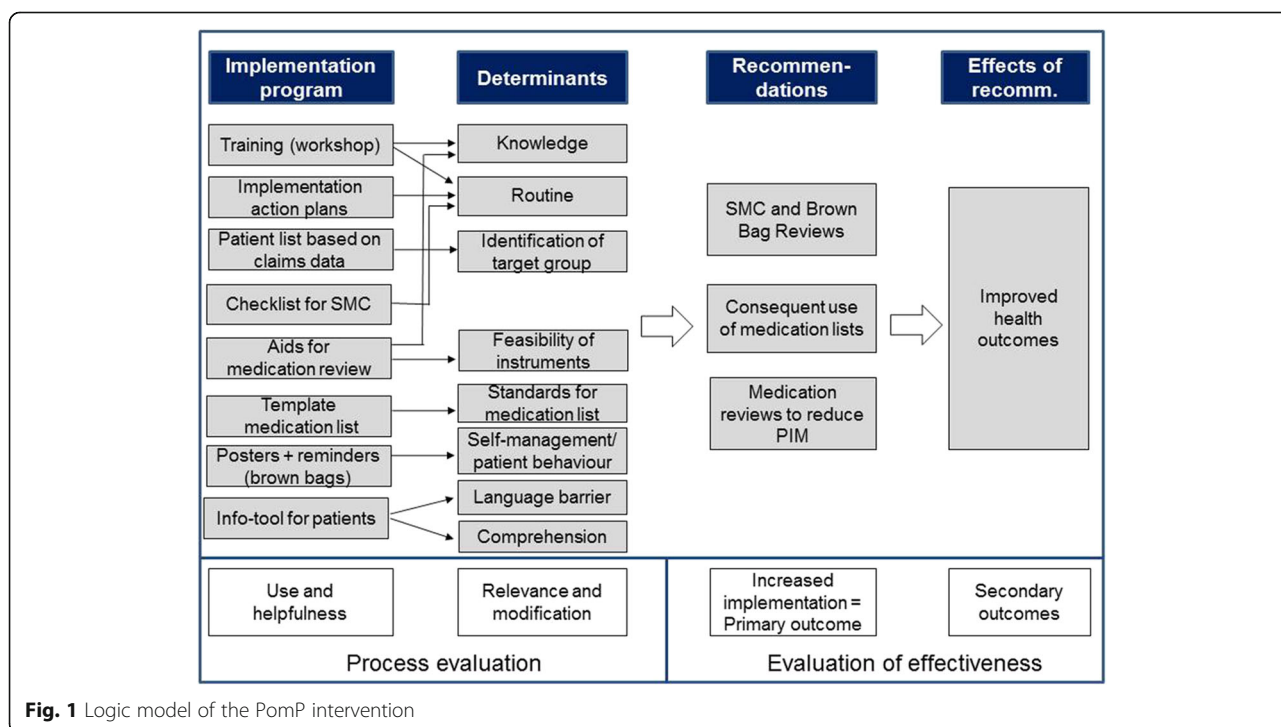 Implementation
program
Determinants
Recommen-
dations
Effects of
recomm.
Training (workshop)
Implementation
action plans
Patient list based on
claims data
Checklist for SMC
Aids for
medication review
Template
medication list
Posters + reminders
(brown bags)
Info-tool for patients
Knowledge
Routine
Identification of
target group
Feasibility of
instruments
Standards for
medication list
Self-management/
patient behaviour
Language barrier
Comprehension
SMC and Brown
Bag Reviews
Consequent use
of medication lists
Medication
reviews to reduce
PIM
Improved
health
outcomes
Use and
helpfulness
Relevance and
modification
Increased
implementation =
Primary outcome
Secondary
outcomes
Process evaluation
Evaluation of effectiveness
Fig. 1 Logic model of the PomP intervention